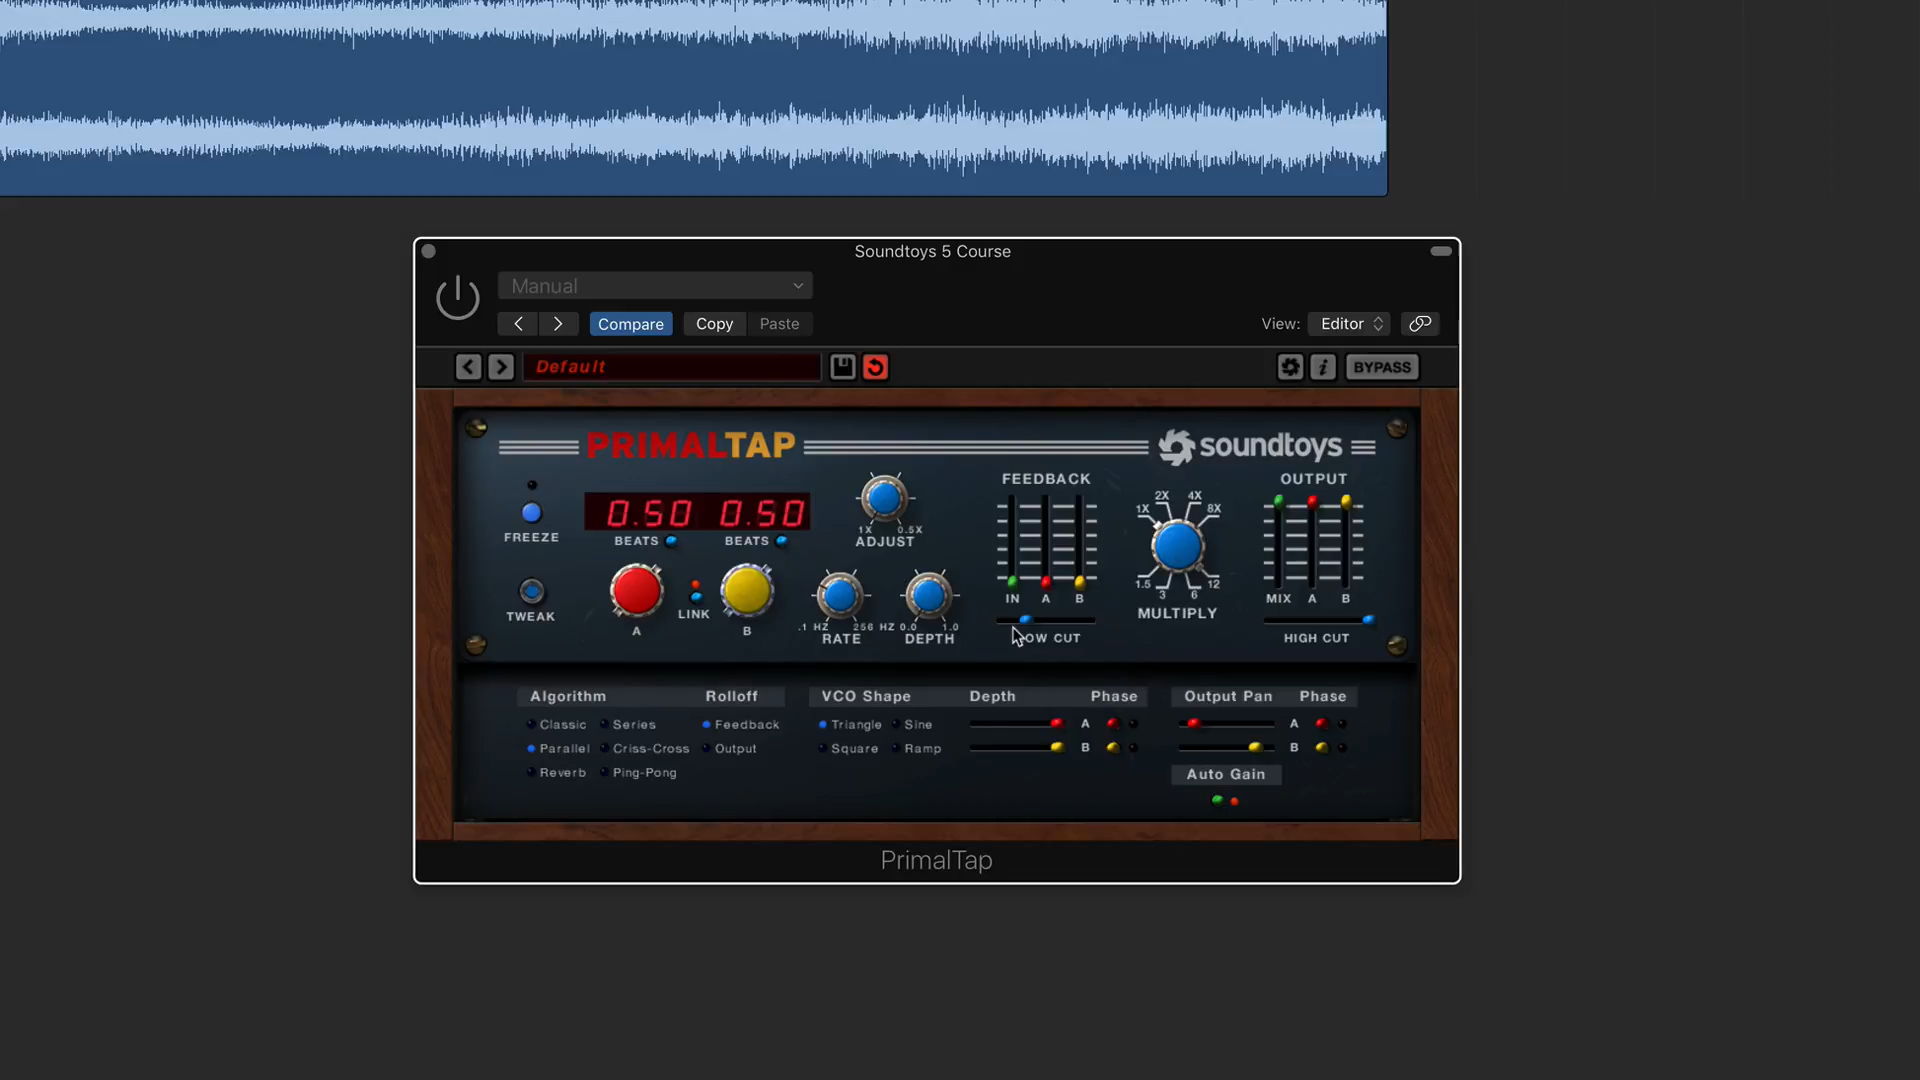 Soundtoys 5 Course
Manual
Compare Copy Paste View: Editor
Default i BYPASS
PRIMALTAP soundtoys
FEEDBACK OUTPUT
2X 4X
1X 8X
0.50 0.50
1X 0.5X
FREEZE BEATS BEATS ADJUST
1.5 12
3 6
IN A B MIX A B
TWEAK LINK MULTIPLY
A B .1 HZ 256 HZ 0.0 1.0
RATE DEPTH OW CUT HIGH CUT
Algorithm Rolloff VCO Shape Depth Phase Output Pan Phase
Classic Series Feedback Triangle Sine A A
Parallel Criss-Cross Output Square Ramp B B
Reverb Ping-Pong Auto Gain
PrimalTap